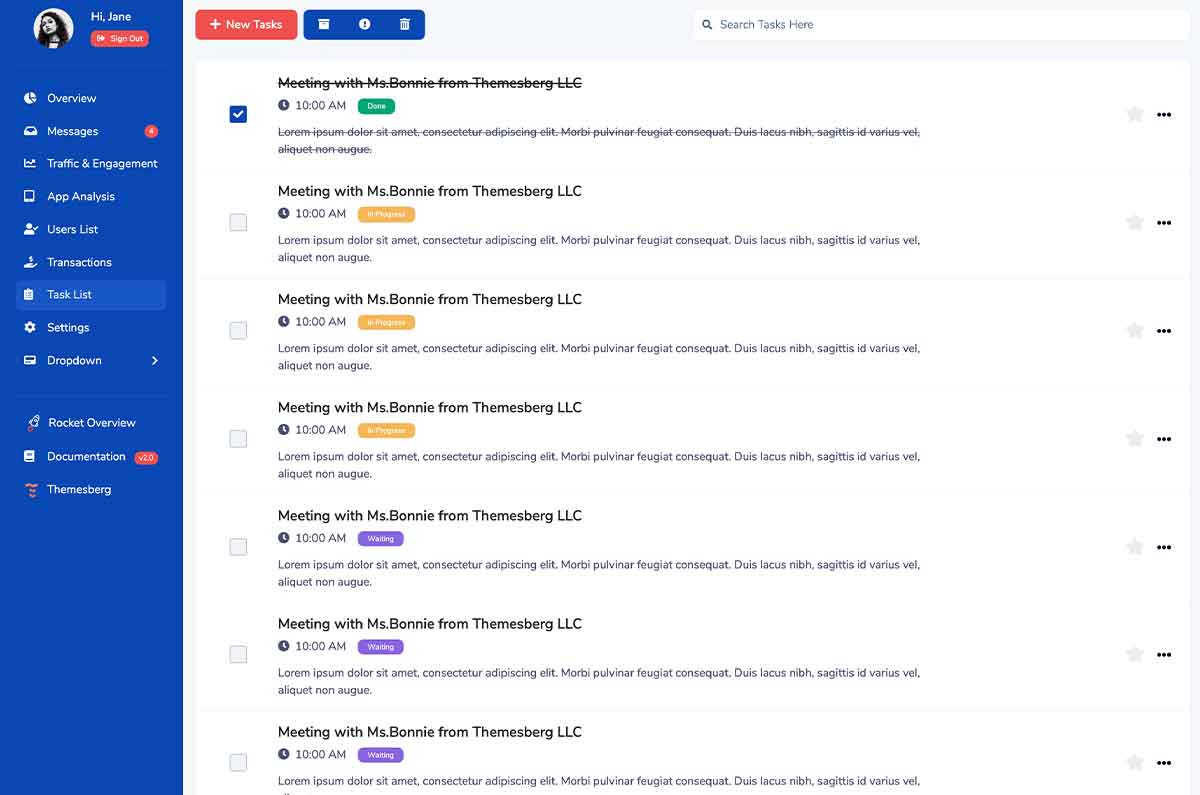 Hi, Jane
Sign Out
Overview
Messages 4
Traffic & Engagement
App Analysis
Users List
Transactions
Task List
Settings
Dropdown
Rocket Overview
Documentation v2.0
Themesberg
New Tasks
Search Tasks Here
Meeting with Ms.Bonnie from Themesberg LLC
10:00 AM Done
Lorem ipsum dolor sit amet, consectetur adipiscing elit. Morbi pulvinar feugiat consequat. Duis lacus nibh, sagittis id varius vel,
aliquet non augue.
Meeting with Ms.Bonnie from Themesberg LLC
10:00 AM In Progress
Lorem ipsum dolor sit amet, consectetur adipiscing elit. Morbi pulvinar feugiat consequat. Duis lacus nibh, sagittis id varius vel,
aliquet non augue.
Meeting with Ms.Bonnie from Themesberg LLC
10:00 AM In Progress
Lorem ipsum dolor sit amet, consectetur adipiscing elit. Morbi pulvinar feugiat consequat. Duis lacus nibh, sagittis id varius vel,
aliquet non augue.
Meeting with Ms.Bonnie from Themesberg LLC
10:00 AM In Progress
Lorem ipsum dolor sit amet, consectetur adipiscing elit. Morbi pulvinar feugiat consequat. Duis lacus nibh, sagittis id varius vel,
aliquet non augue.
Meeting with Ms.Bonnie from Themesberg LLC
10:00 AM Waiting
Lorem ipsum dolor sit amet, consectetur adipiscing elit. Morbi pulvinar feugiat consequat. Duis lacus nibh, sagittis id varius vel,
aliquet non augue.
Meeting with Ms.Bonnie from Themesberg LLC
10:00 AM Waiting
Lorem ipsum dolor sit amet, consectetur adipiscing elit. Morbi pulvinar feugiat consequat. Duis lacus nibh, sagittis id varius vel,
aliquet non augue.
Meeting with Ms.Bonnie from Themesberg LLC
10:00 AM Waiting
Lorem ipsum dolor sit amet, consectetur adipiscing elit. Morbi pulvinar feugiat consequat. Duis lacus nibh, sagittis id varius vel,